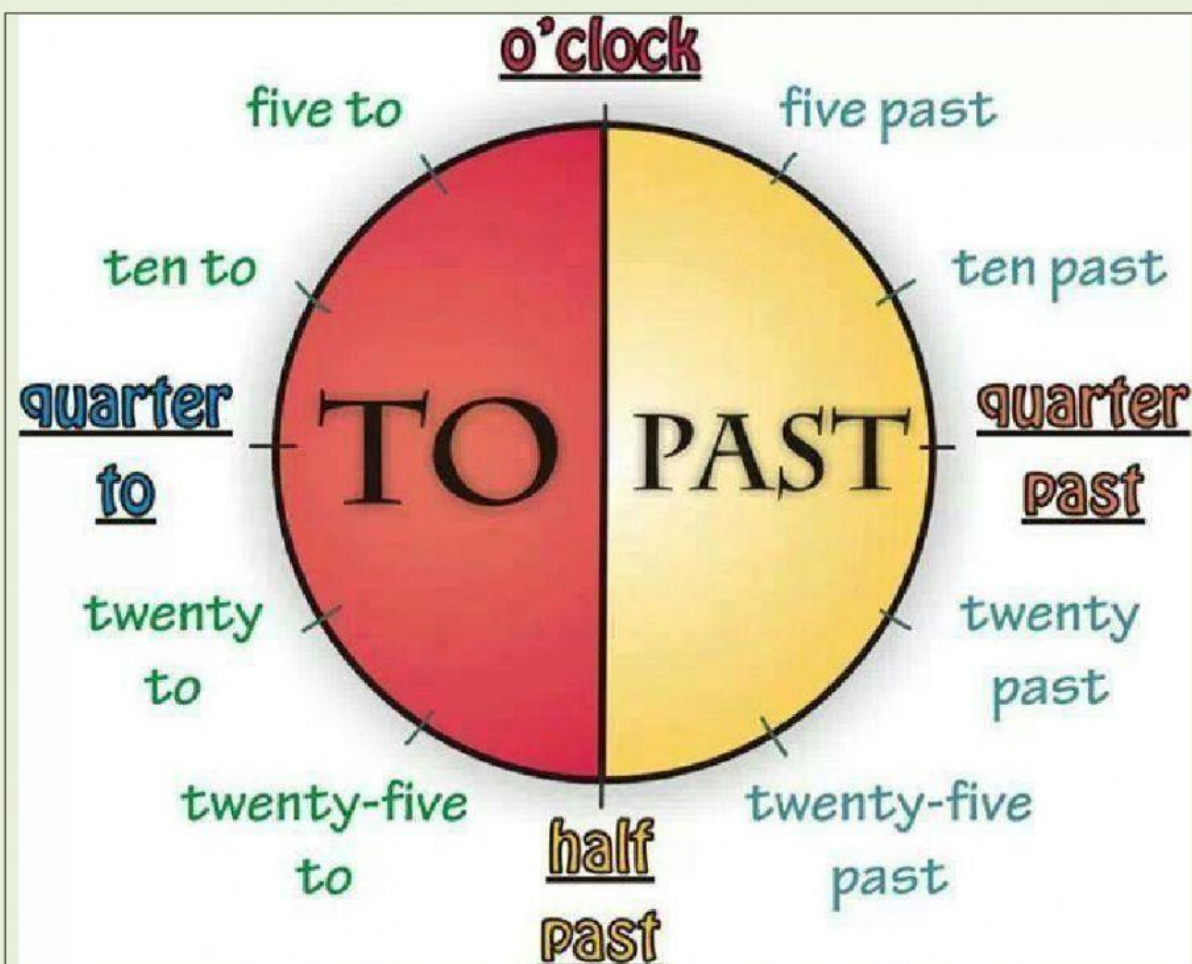 o'clock
five to
five past
ten to
ten past
quarter
to
TO
PAST
quarter
past
twenty
to
twenty
past
twenty-five
to
twenty-five
past
half
past